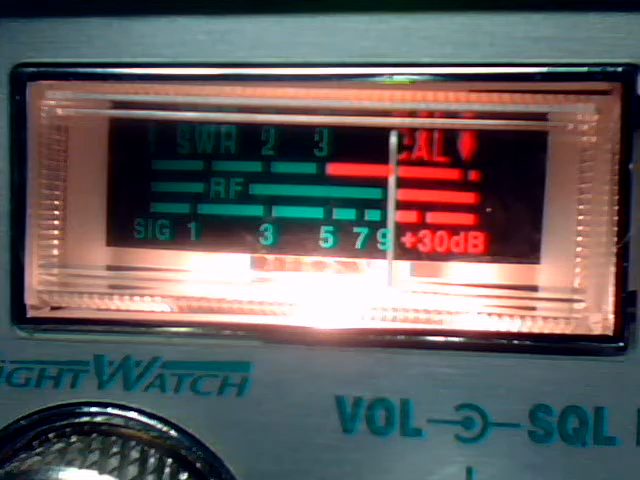 SWR 2 3 CAL
RF
SIG 1 3 5 7 9 +30dB
IGHTWATCH
VOL SQL